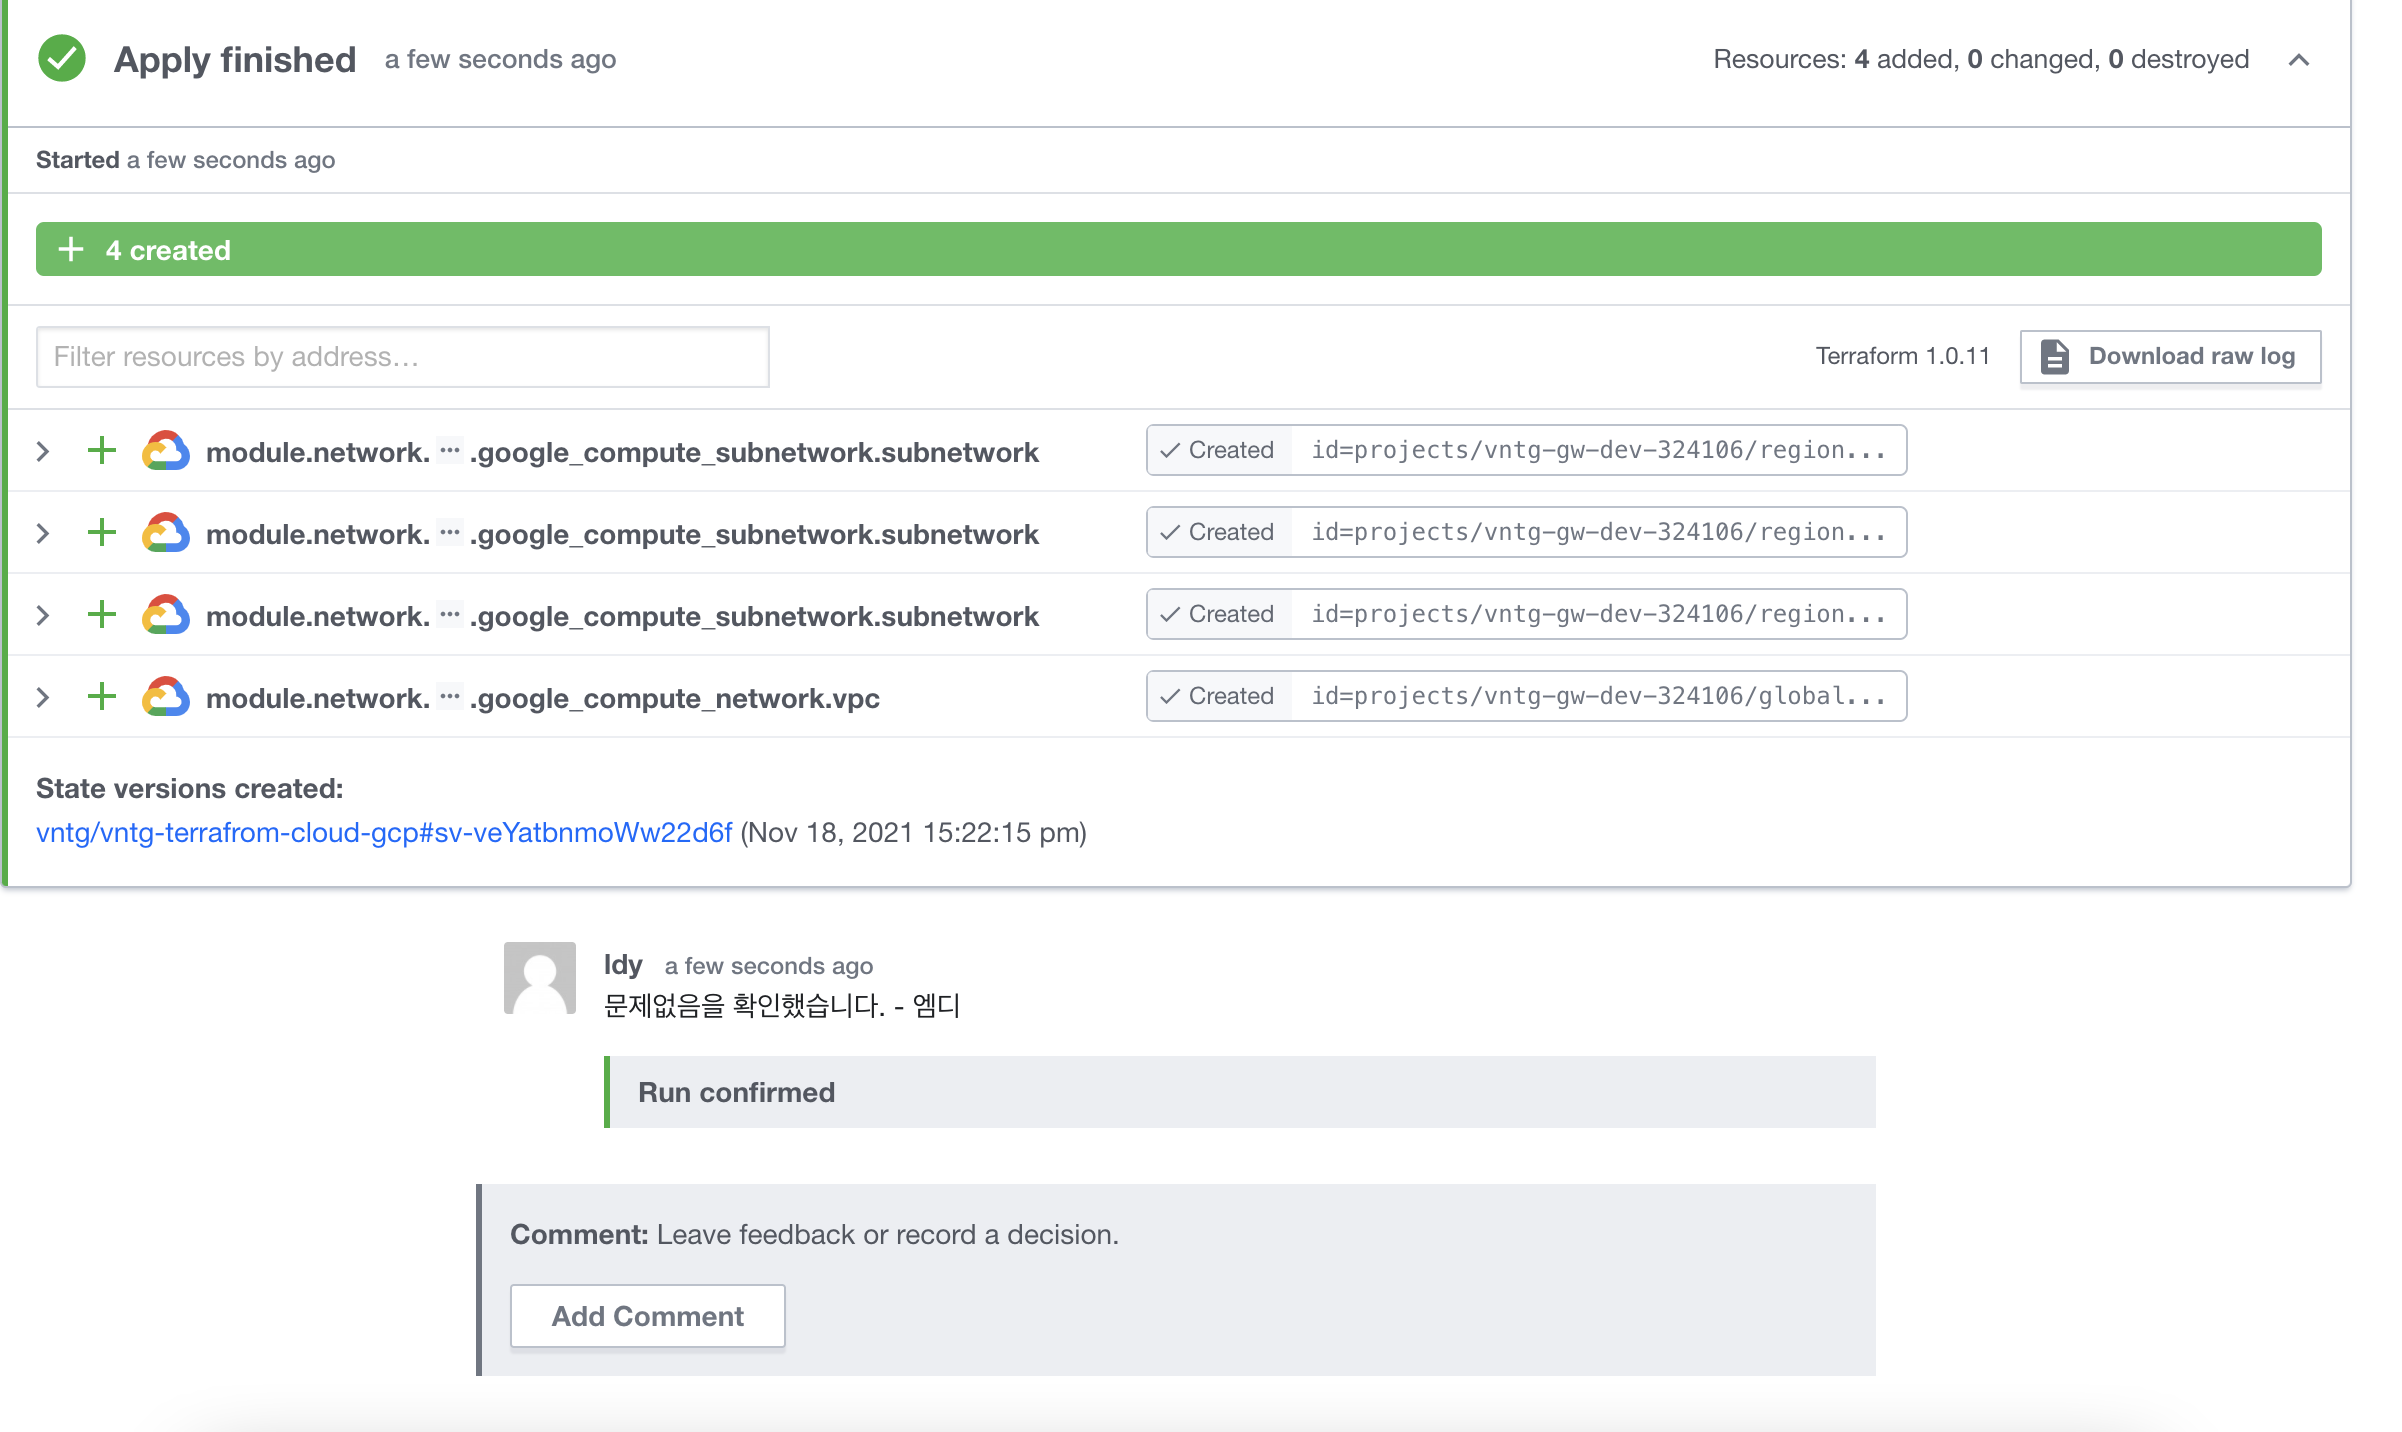 Apply finished a few seconds ago Resources: 4 added, 0 changed, 0 destroyed
Started a few seconds ago
4 created
Filter resources by address…
Terraform 1.0.11 Download raw log
module.network. ··· .google_compute_subnetwork.subnetwork Created id=projects/vntg-gw-dev-324106/region...
module.network. ··· .google_compute_subnetwork.subnetwork Created id=projects/vntg-gw-dev-324106/region...
module.network. ··· .google_compute_subnetwork.subnetwork Created id=projects/vntg-gw-dev-324106/region...
module.network. ··· .google_compute_network.vpc Created id=projects/vntg-gw-dev-324106/global...
State versions created:
vntg/vntg-terrafrom-cloud-gcp#sv-veYatbnmoWw22d6f (Nov 18, 2021 15:22:15 pm)
ldy a few seconds ago
문제없음을 확인했습니다. - 엠디
Run confirmed
Comment: Leave feedback or record a decision.
Add Comment